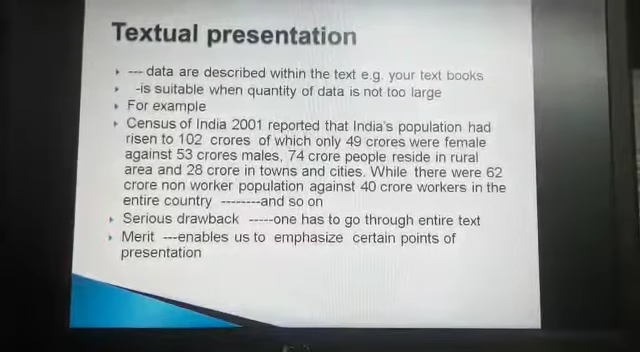 Textual presentation
--- data are described within the text e.g. your text books
-is suitable when quantity of data is not too large
For example
Census of India 2001 reported that India's population had
risen to 102 crores of which only 49 crores were female
against 53 crores males, 74 crore people reside in rural
area and 28 crore in towns and cities. While there were 62
crore non worker population against 40 crore workers in the
entire country --------and so on
Serious drawback -----one has to go through entire text
Merit ---enables us to emphasize certain points of
presentation